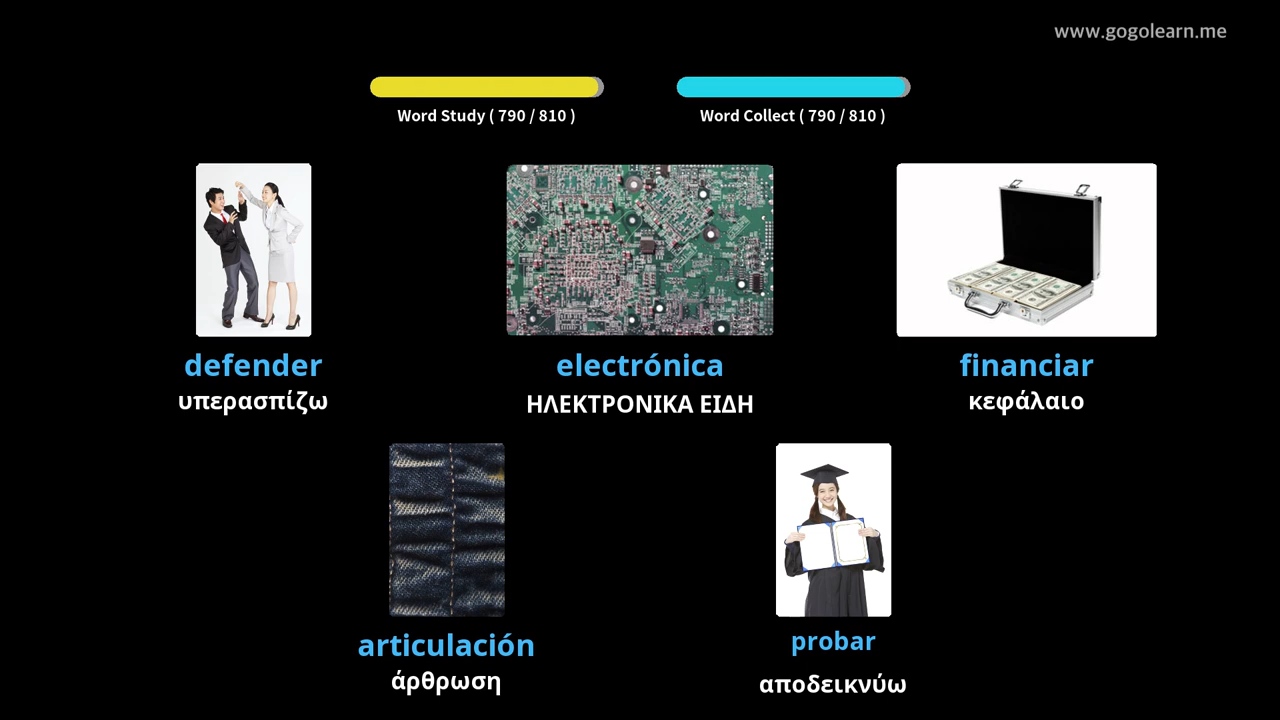 www.gogolearn.me
Word Study ( 790 / 810 )
Word Collect ( 790 / 810 )
defender
υπερασπίζω
electrónica
ΗΛΕΚΤΡΟΝΙΚΑ ΕΙΔΗ
financiar
κεφάλαιο
articulación
άρθρωση
probar
αποδεικνύω